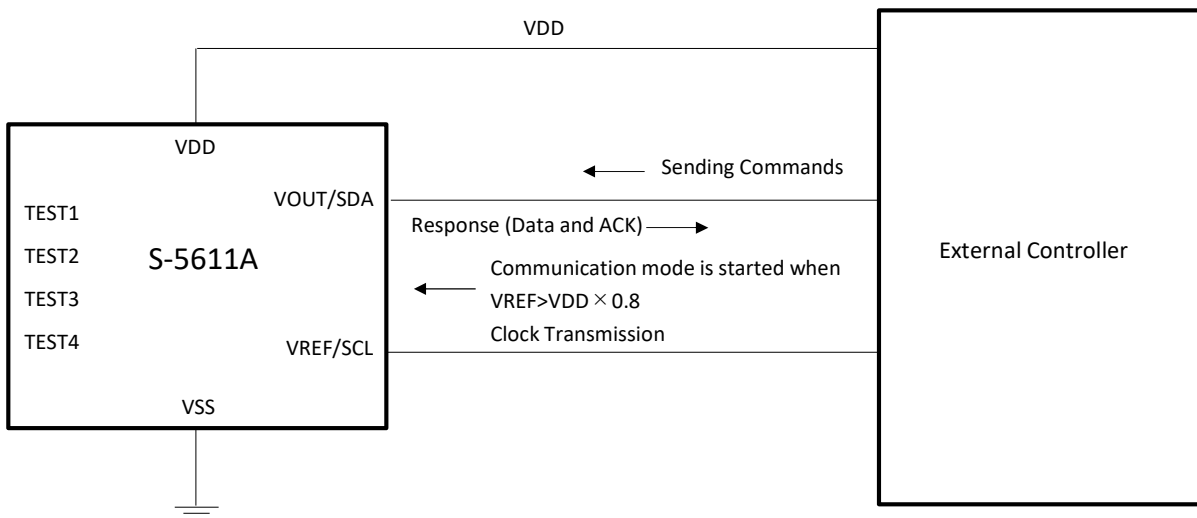 VDD
VDD
Sending Commands
VOUT/SDA
TEST1
Response (Data and ACK)
TEST2
S-5611A
External Controller
Communication mode is started when
VREF>VDD×0.8
Clock Transmission
TEST3
TEST4
VREF/SCL
VSS